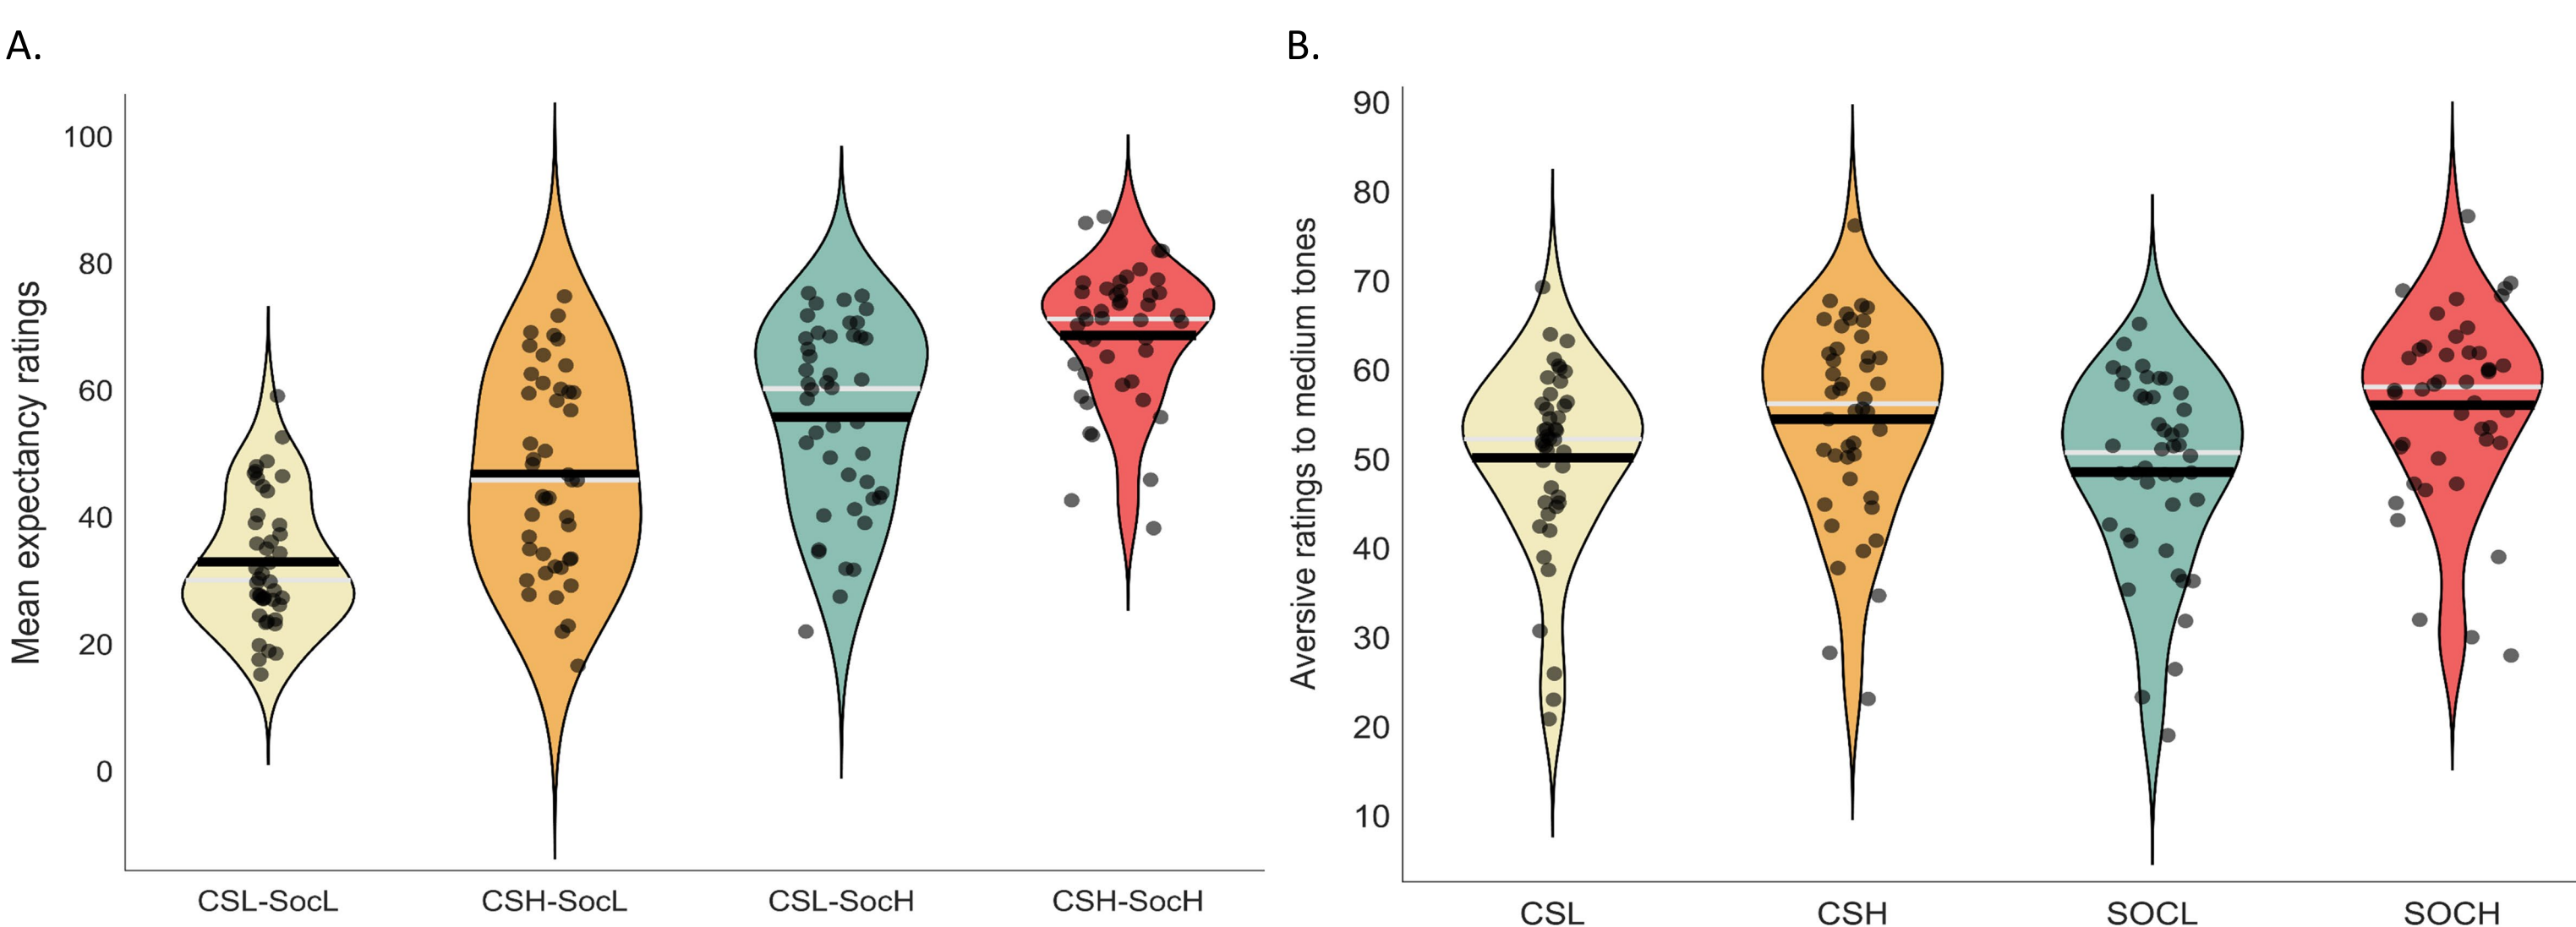 A.
Mean expectancy ratings
100
80
60
40
20
0
CSL-SocL
CSH-SocL
CSL-SocH
CSH-SocH
B.
Aversive ratings to medium tones
90
80
70
60
50
40
30
20
10
CSL
CSH
SOCL
SOCH